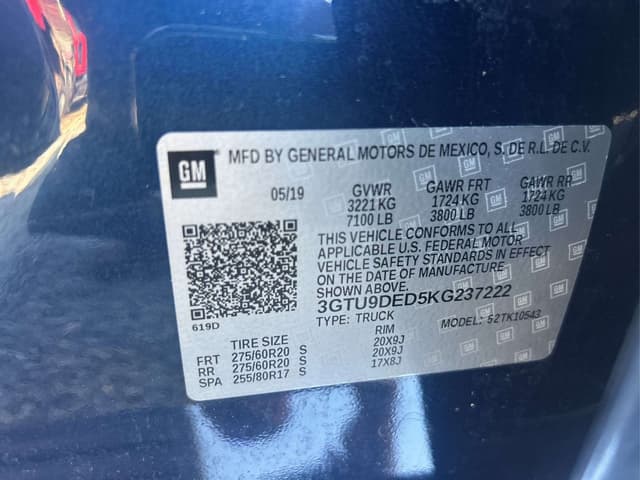 GM MFD BY GENERAL MOTORS DE MEXICO, S. DE R.L. DE C.V.
05/19 GVWR GAWR FRT GAWR RR
3221 KG 1724 KG 1724 KG
7100 LB 3800 LB 3800 LB
THIS VEHICLE CONFORMS TO ALL
APPLICABLE U.S. FEDERAL MOTOR
VEHICLE SAFETY STANDARDS IN EFFECT
ON THE DATE OF MANUFACTURE
SHOWN ABOVE.
3GTU9DED5KG237222
619D
TYPE: TRUCK MODEL: 52TK10543
TIRE SIZE RIM
FRT 275/60R20 S 20X9J
RR 275/60R20 S 20X9J
SPA 255/80R17 S 17X8J